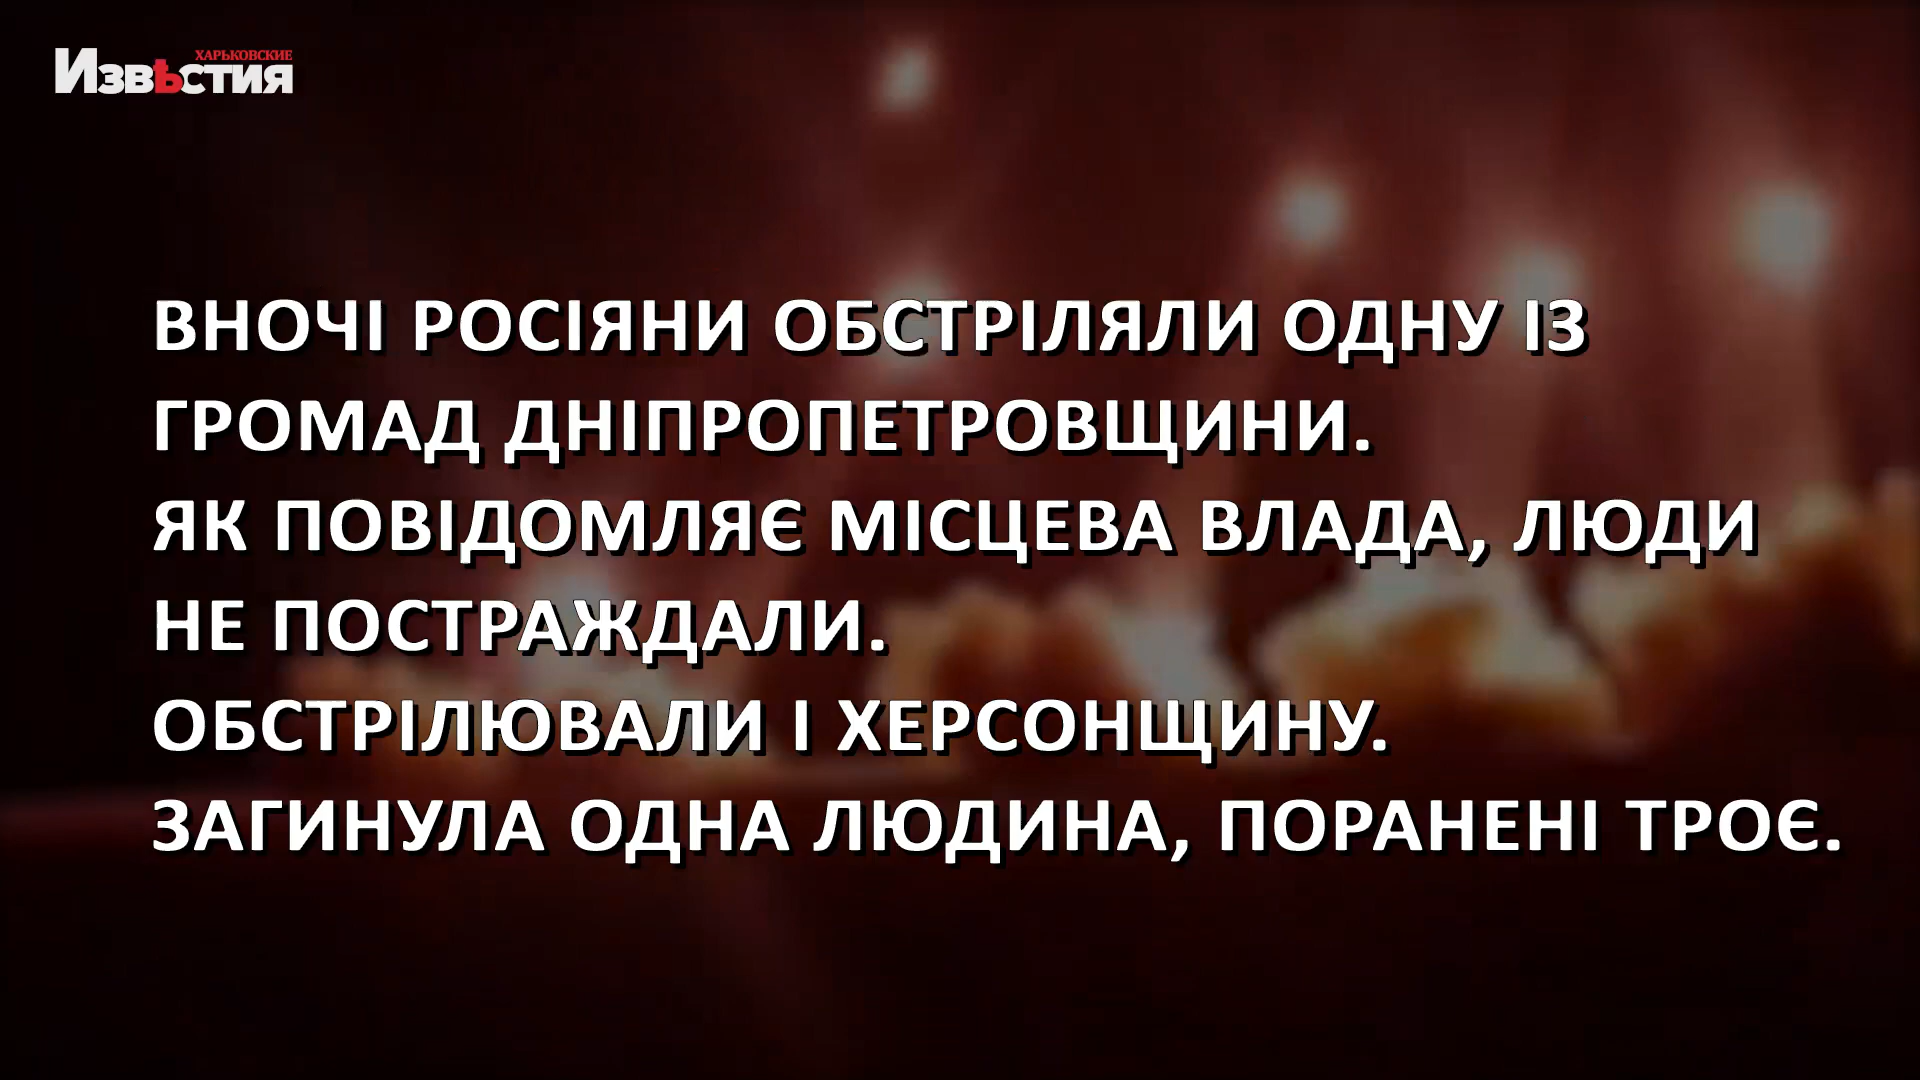 ХАРЬКОВСКИЕ
ИзвѣстИЯ
ВНОЧІ РОСІЯНИ ОБСТРІЛЯЛИ ОДНУ ІЗ
ГРОМАД ДНІПРОПЕТРОВЩИНИ.
ЯК ПОВІДОМЛЯЄ МІСЦЕВА ВЛАДА, ЛЮДИ
НЕ ПОСТРАЖДАЛИ.
ОБСТРІЛЮВАЛИ І ХЕРСОНЩИНУ.
ЗАГИНУЛА ОДНА ЛЮДИНА, ПОРАНЕНІ ТРОЄ.